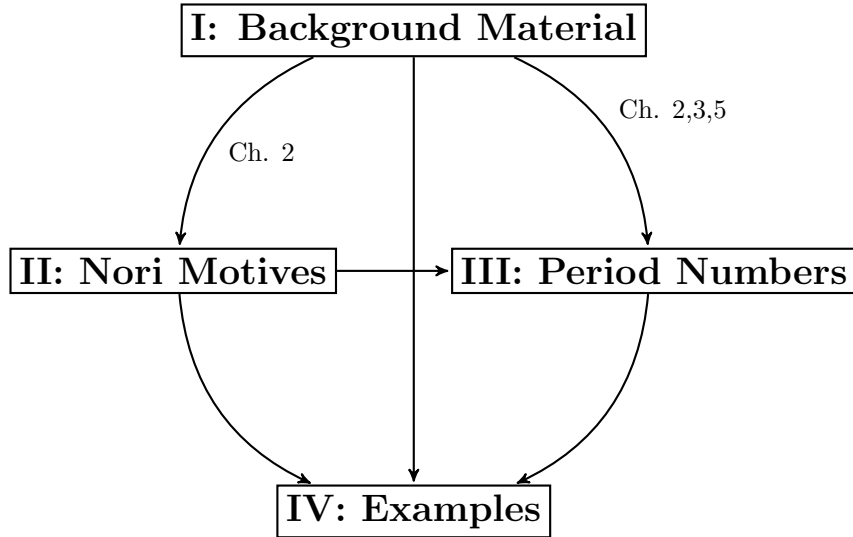 I: Background Material
Ch. 2,3,5
Ch. 2
II: Nori Motives
III: Period Numbers
IV: Examples